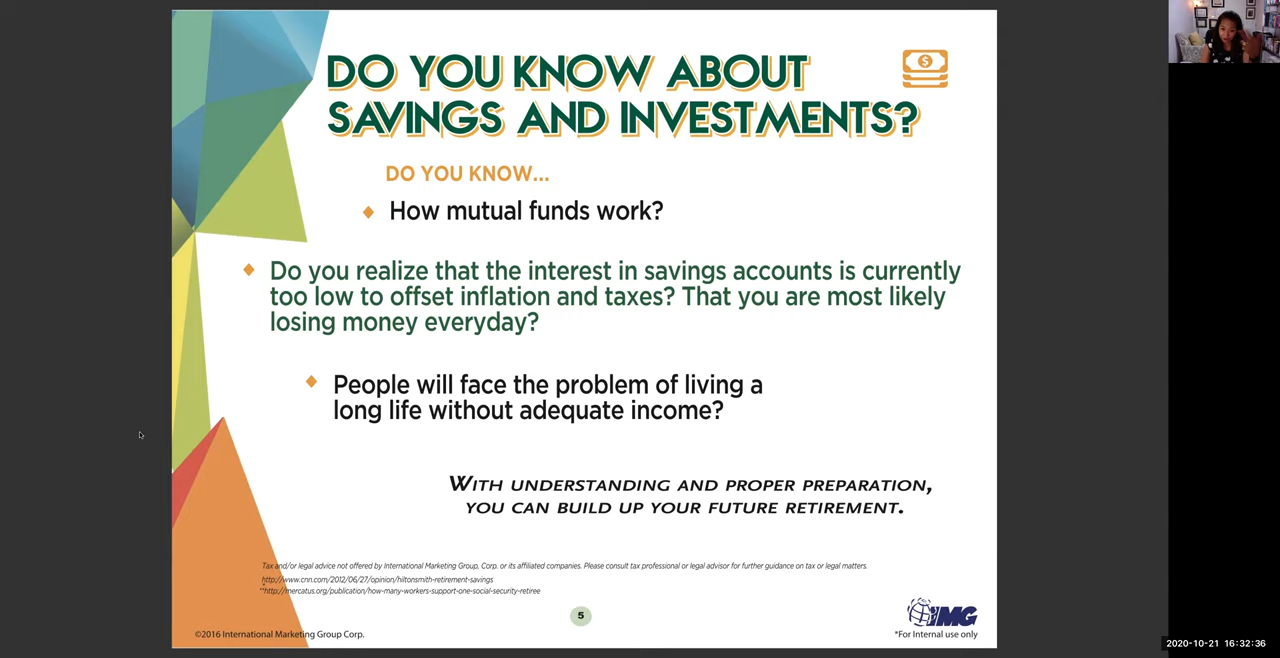 DO YOU KNOW ABOUT
SAVINGS AND INVESTMENTS?
DO YOU KNOW...
How mutual funds work?
Do you realize that the interest in savings accounts is currently
too low to offset inflation and taxes? That you are most likely
losing money everyday?
People will face the problem of living a
long life without adequate income?
WITH UNDERSTANDING AND PROPER PREPARATION,
YOU CAN BUILD UP YOUR FUTURE RETIREMENT.
Tax and/or legal advice not offered by International Marketing Group, Corp. or its affiliated companies. Please consult tax professional or legal advisor for further guidance on tax or legal matters.
*http://www.cnn.com/2012/06/27/opinion/hiltonsmith-retirement-savings
**http://mercatus.org/publication/how-many-workers-support-one-social-security-retiree
5
IMG
©2016 International Marketing Group Corp.
*For Internal use only
2020-10-21 16:32:36